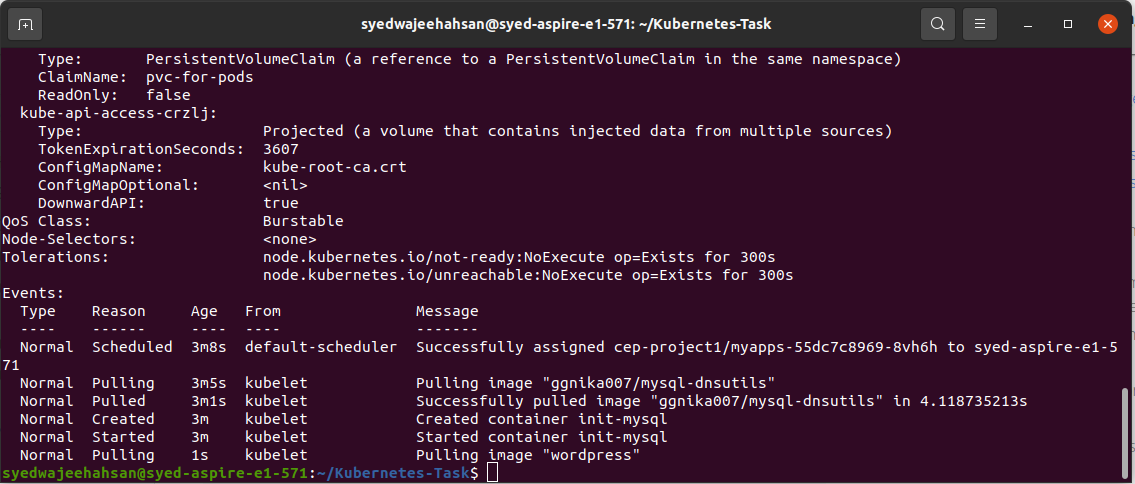 syedwajeehahsan@syed-aspire-e1-571: ~/Kubernetes-Task
Type:       PersistentVolumeClaim (a reference to a PersistentVolumeClaim in the same namespace)
ClaimName:  pvc-for-pods
ReadOnly:   false
kube-api-access-crzlj:
Type:                    Projected (a volume that contains injected data from multiple sources)
TokenExpirationSeconds:  3607
ConfigMapName:           kube-root-ca.crt
ConfigMapOptional:       <nil>
DownwardAPI:             true
QoS Class:                   Burstable
Node-Selectors:              <none>
Tolerations:                 node.kubernetes.io/not-ready:NoExecute op=Exists for 300s
node.kubernetes.io/unreachable:NoExecute op=Exists for 300s
Events:
Type    Reason     Age   From               Message
----    ------     ----  ----               -------
Normal  Scheduled  3m8s  default-scheduler  Successfully assigned cep-project1/myapps-55dc7c8969-8vh6h to syed-aspire-e1-5
71
Normal  Pulling    3m5s  kubelet            Pulling image "ggnika007/mysql-dnsutils"
Normal  Pulled     3m1s  kubelet            Successfully pulled image "ggnika007/mysql-dnsutils" in 4.118735213s
Normal  Created    3m    kubelet            Created container init-mysql
Normal  Started    3m    kubelet            Started container init-mysql
Normal  Pulling    1s    kubelet            Pulling image "wordpress"
syedwajeehahsan@syed-aspire-e1-571:~/Kubernetes-Task$